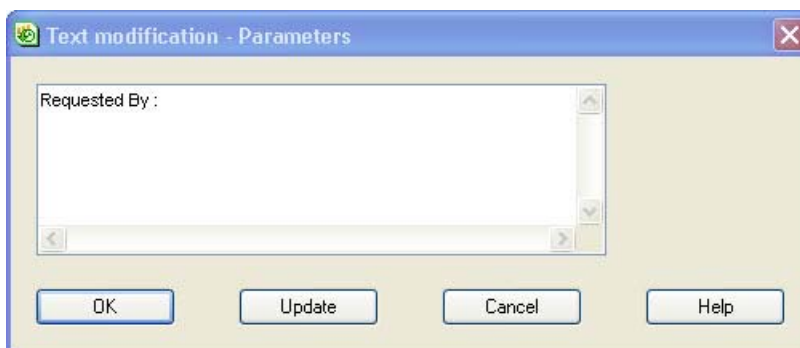 Text modification - Parameters
Requested By :
OK Update Cancel Help